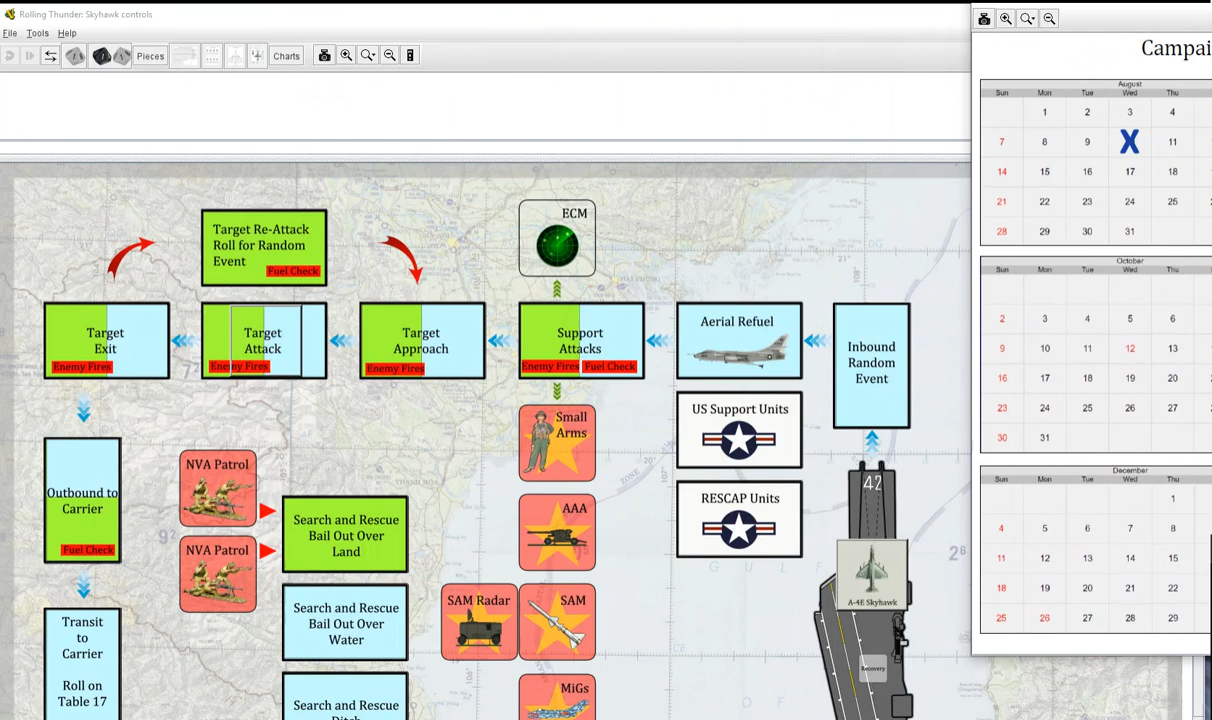 Rolling Thunder: Skyhawk controls
File Tools Help
Pieces
Charts
Target Re-Attack
Roll for Random
Event
Fuel Check
ECM
Target
Exit
Enemy Fires
Target
Attack
Enemy Fires
Target
Approach
Enemy Fires
Support
Attacks
Enemy Fires
Fuel Check
Aerial Refuel
Inbound
Random
Event
US Support Units
RESCAP Units
Small
Arms
AAA
SAM Radar
SAM
MiGs
Outbound to
Carrier
Fuel Check
NVA Patrol
NVA Patrol
Search and Rescue
Bail Out Over
Land
Search and Rescue
Bail Out Over
Water
Search and Rescue
Transit
to
Carrier
Roll on
Table 17
42
A-4E Skyhawk
Recovery
Campai
August
Sun Mon Tue Wed Thu
1 2 3 4
7 8 9 X 11
14 15 16 17 18
21 22 23 24 25
28 29 30 31
October
Sun Mon Tue Wed Thu
2 3 4 5 6
9 10 11 12 13
16 17 18 19 20
23 24 25 26 27
30 31
December
Sun Mon Tue Wed Thu
1
4 5 6 7 8
11 12 13 14 15
18 19 20 21 22
25 26 27 28 29